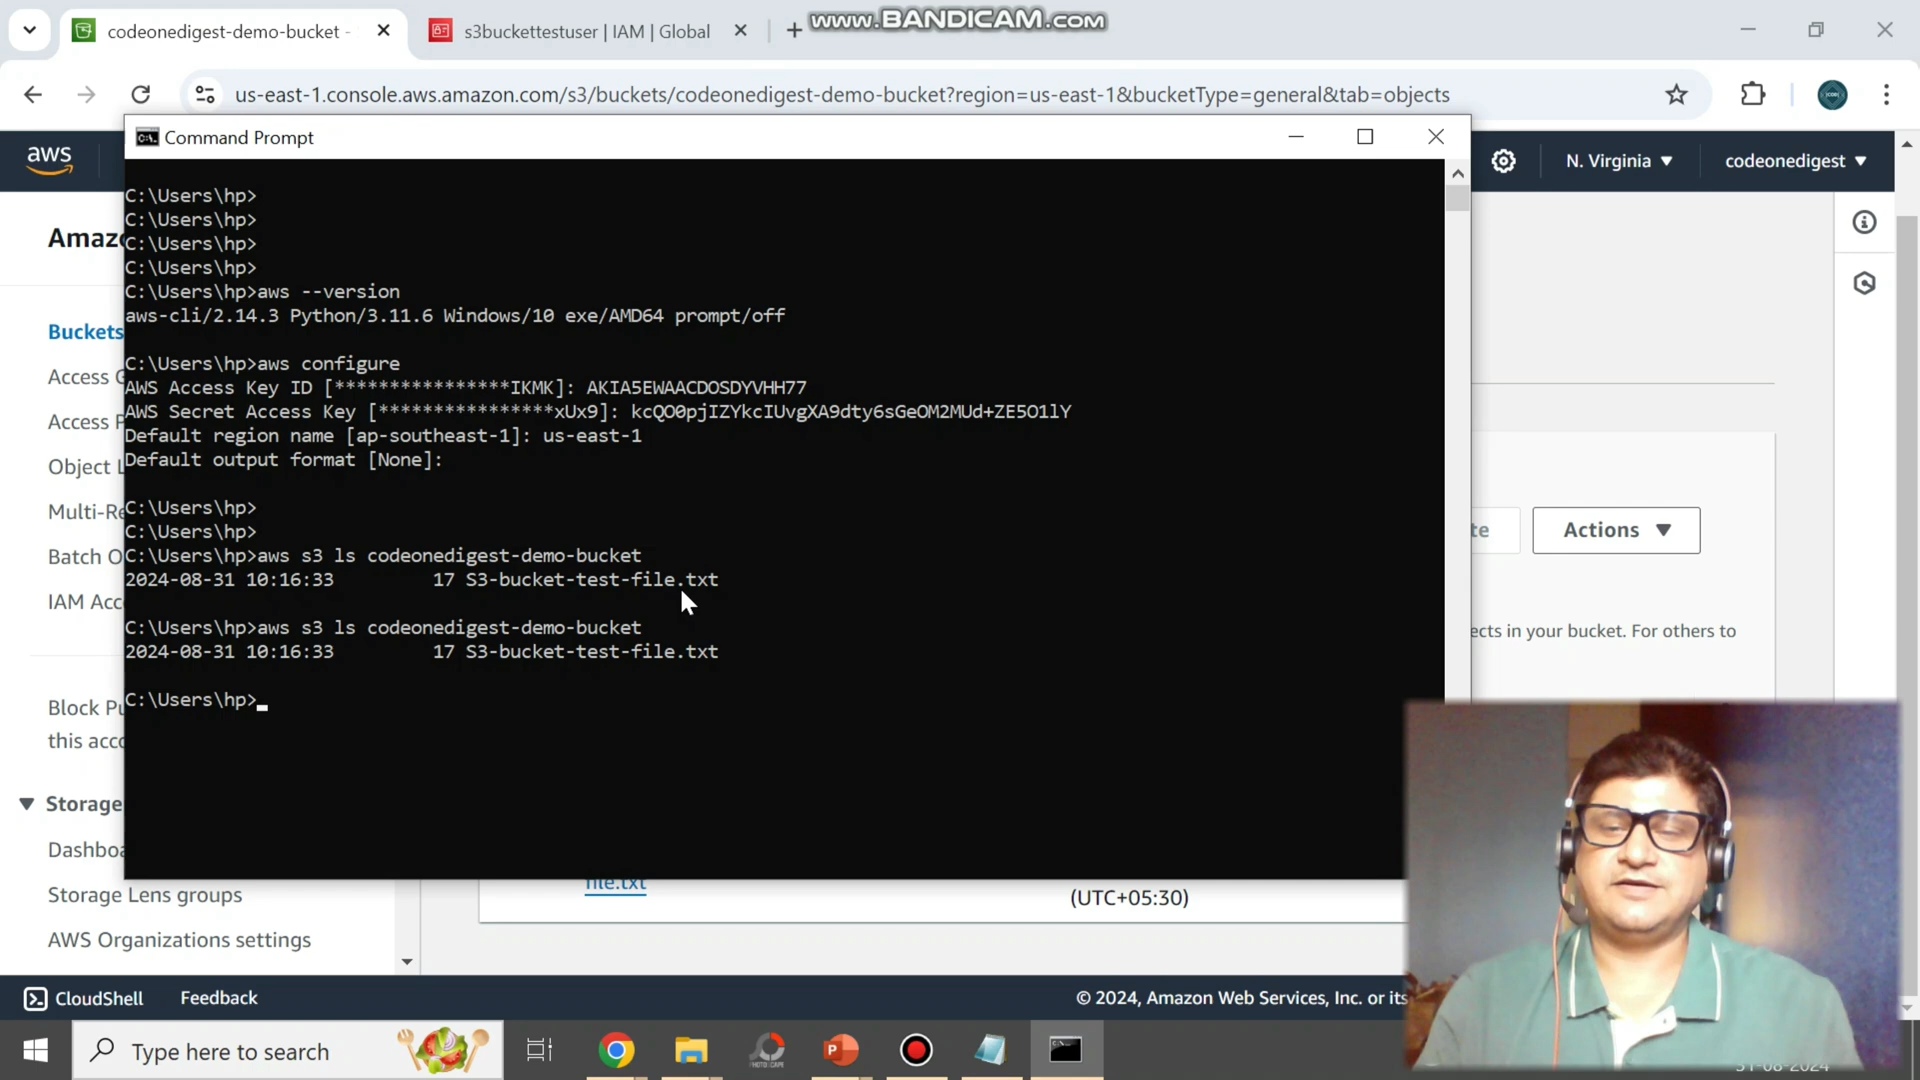 codeonedigest-demo-bucket -
s3buckettestuser | IAM | Global
www.BANDICAM.com
us-east-1.console.aws.amazon.com/s3/buckets/codeonedigest-demo-bucket?region=us-east-1&bucketType=general&tab=objects
Command Prompt
aws
N. Virginia
codeonedigest
C:\Users\hp>
C:\Users\hp>
C:\Users\hp>
C:\Users\hp>
C:\Users\hp>aws --version
aws-cli/2.14.3 Python/3.11.6 Windows/10 exe/AMD64 prompt/off
C:\Users\hp>aws configure
AWS Access Key ID [****************IKMK]: AKIA5EWAACDOSDYVHH77
AWS Secret Access Key [****************xUx9]: 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
Default region name [ap-southeast-1]: us-east-1
Default output format [None]:
C:\Users\hp>
C:\Users\hp>
C:\Users\hp>aws s3 ls codeonedigest-demo-bucket
2024-08-31 10:16:33 17 S3-bucket-test-file.txt
C:\Users\hp>aws s3 ls codeonedigest-demo-bucket
2024-08-31 10:16:33 17 S3-bucket-test-file.txt
C:\Users\hp>
Amazo
Buckets
Access G
Access P
Object L
Multi-Re
Batch O
IAM Acc
Block Pu
this acco
Storage
Dashboa
Storage Lens groups
AWS Organizations settings
te
Actions
ects in your bucket. For others to
file.txt
(UTC+05:30)
CloudShell
Feedback
© 2024, Amazon Web Services, Inc. or its
Type here to search